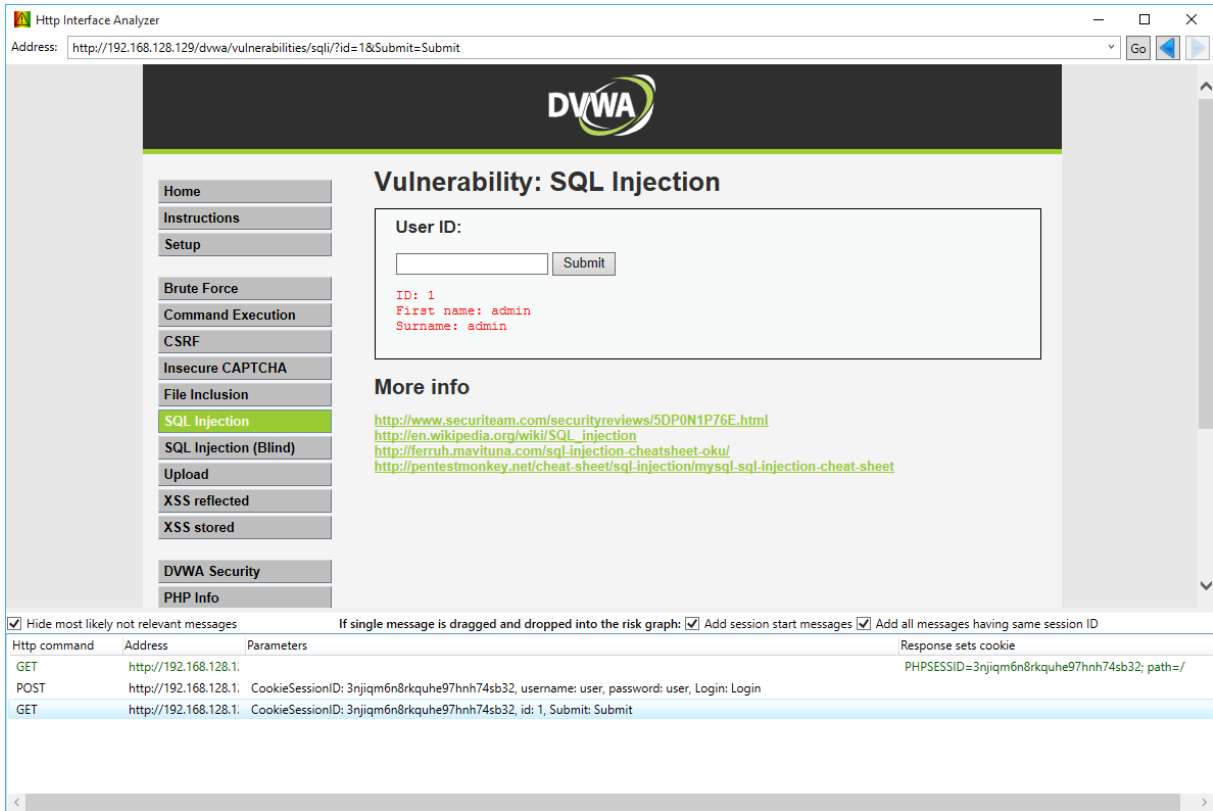 Http Interface Analyzer
Address: http://192.168.128.129/dvwa/vulnerabilities/sqli/?id=1&Submit=Submit Go
DVWA
Home
Instructions
Setup
Brute Force
Command Execution
CSRF
Insecure CAPTCHA
File Inclusion
SQL Injection
SQL Injection (Blind)
Upload
XSS reflected
XSS stored
DVWA Security
PHP Info
Vulnerability: SQL Injection
User ID:
Submit
ID: 1
First name: admin
Surname: admin
More info
http://www.securiteam.com/securityreviews/5DP0N1P76E.html
http://en.wikipedia.org/wiki/SQL_injection
http://ferruh.mavituna.com/sql-injection-cheatsheet-oku/
http://pentestmonkey.net/cheat-sheet/sql-injection/mysql-sql-injection-cheat-sheet
Hide most likely not relevant messages If single message is dragged and dropped into the risk graph: Add session start messages Add all messages having same session ID
Http command Address Parameters Response sets cookie
GET http://192.168.128.1 PHPSESSID=3njiqm6n8rkquhe97hnh74sb32; path=/
POST http://192.168.128.1 CookieSessionID: 3njiqm6n8rkquhe97hnh74sb32, username: user, password: user, Login: Login
GET http://192.168.128.1 CookieSessionID: 3njiqm6n8rkquhe97hnh74sb32, id: 1, Submit: Submit